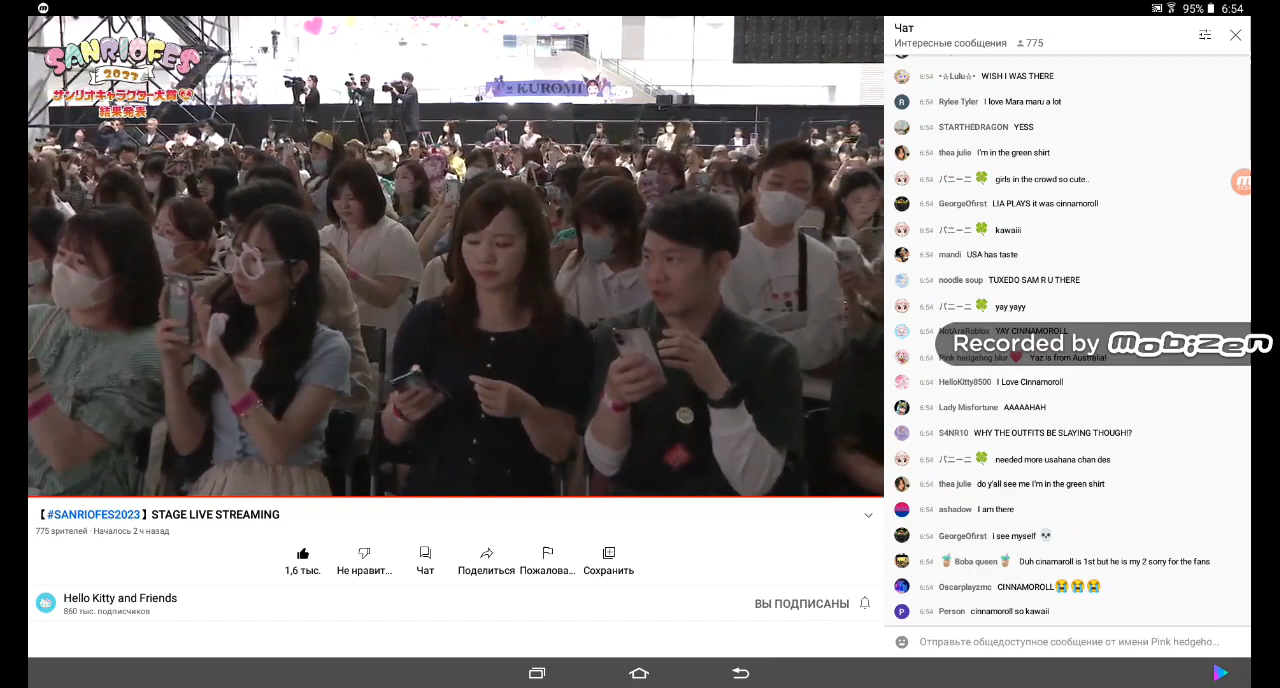 95% 6:54
SANRIOFES
2023
サンリオキャラクター大賞
結果発表
KUROMI
Чат
Интересные сообщения 775
6:54 •☆Lulu☆• WISH I WAS THERE
R 6:54 Rylee Tyler I love Mara maru a lot
6:54 STARTHEDRAGON YESS
6:54 thea julie I'm in the green shirt
6:54 バニーニ 🍀 girls in the crowd so cute..
6:54 GeorgeOfirst LIA PLAYS it was cinnamoroll
6:54 バニーニ 🍀 kawaiii
6:54 mandi USA has taste
6:54 noodle soup TUXEDO SAM R U THERE
6:54 バニーニ 🍀 yay yayy
6:54 NotAreRoblox YAY CINNAMOROLL
Recorded by mobizen
6:54 Pink hedgehog blur ❤ Yaz is from Australia!
6:54 HelloKitty8500 I Love Cinnamoroll
6:54 Lady Misfortune AAAAAHAH
6:54 S4NR10 WHY THE OUTFITS BE SLAYING THOUGH!?
6:54 バニーニ 🍀 needed more usahana chan des
6:54 thea julie do y'all see me I'm in the green shirt
6:54 ashadow I am there
6:54 GeorgeOfirst i see myself 💀
6:54 🧋 Boba queen 🧋 Duh cinamaroll is 1st but he is my 2 sorry for the fans
6:54 Oscarplayzmc CINNAMOROLL😭😭😭
P 6:54 Person cinnamoroll so kawaii
Отправьте общедоступное сообщение от имени Pink hedgeho...
【#SANRIOFES2023】STAGE LIVE STREAMING
775 зрителей · Началось 2 ч назад
1,6 тыс. Не нравит... Чат Поделиться Пожалова... Сохранить
Hello Kitty and Friends
860 тыс. подписчиков
ВЫ ПОДПИСАНЫ